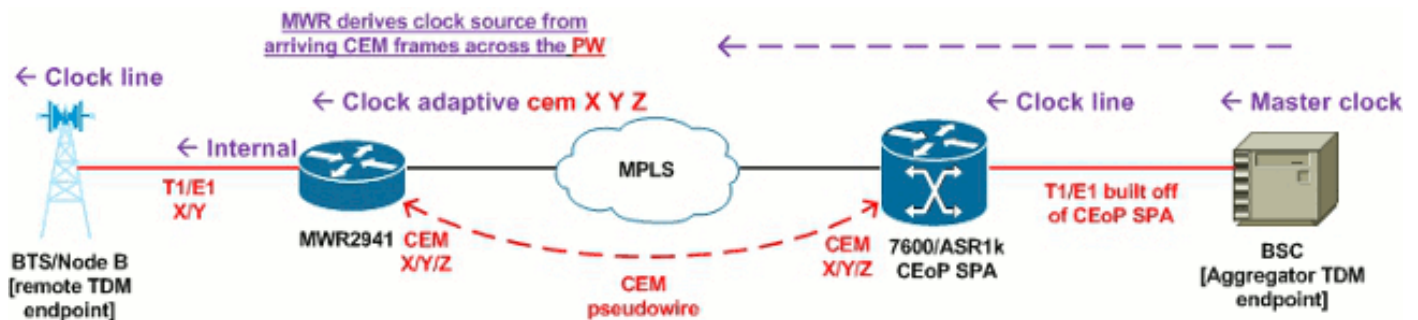 MWR derives clock source from
arriving CEM frames across the PW
← Clock line
← Clock adaptive cem X Y Z
← Clock line
← Master clock
← Internal
MPLS
T1/E1
X/Y
T1/E1 built off
of CEoP SPA
MWR2941
CEM
X/Y/Z
CEM
X/Y/Z
7600/ASR1k
CEoP SPA
BTS/Node B
[remote TDM
endpoint]
CEM
pseudowire
BSC
[Aggregator TDM
endpoint]